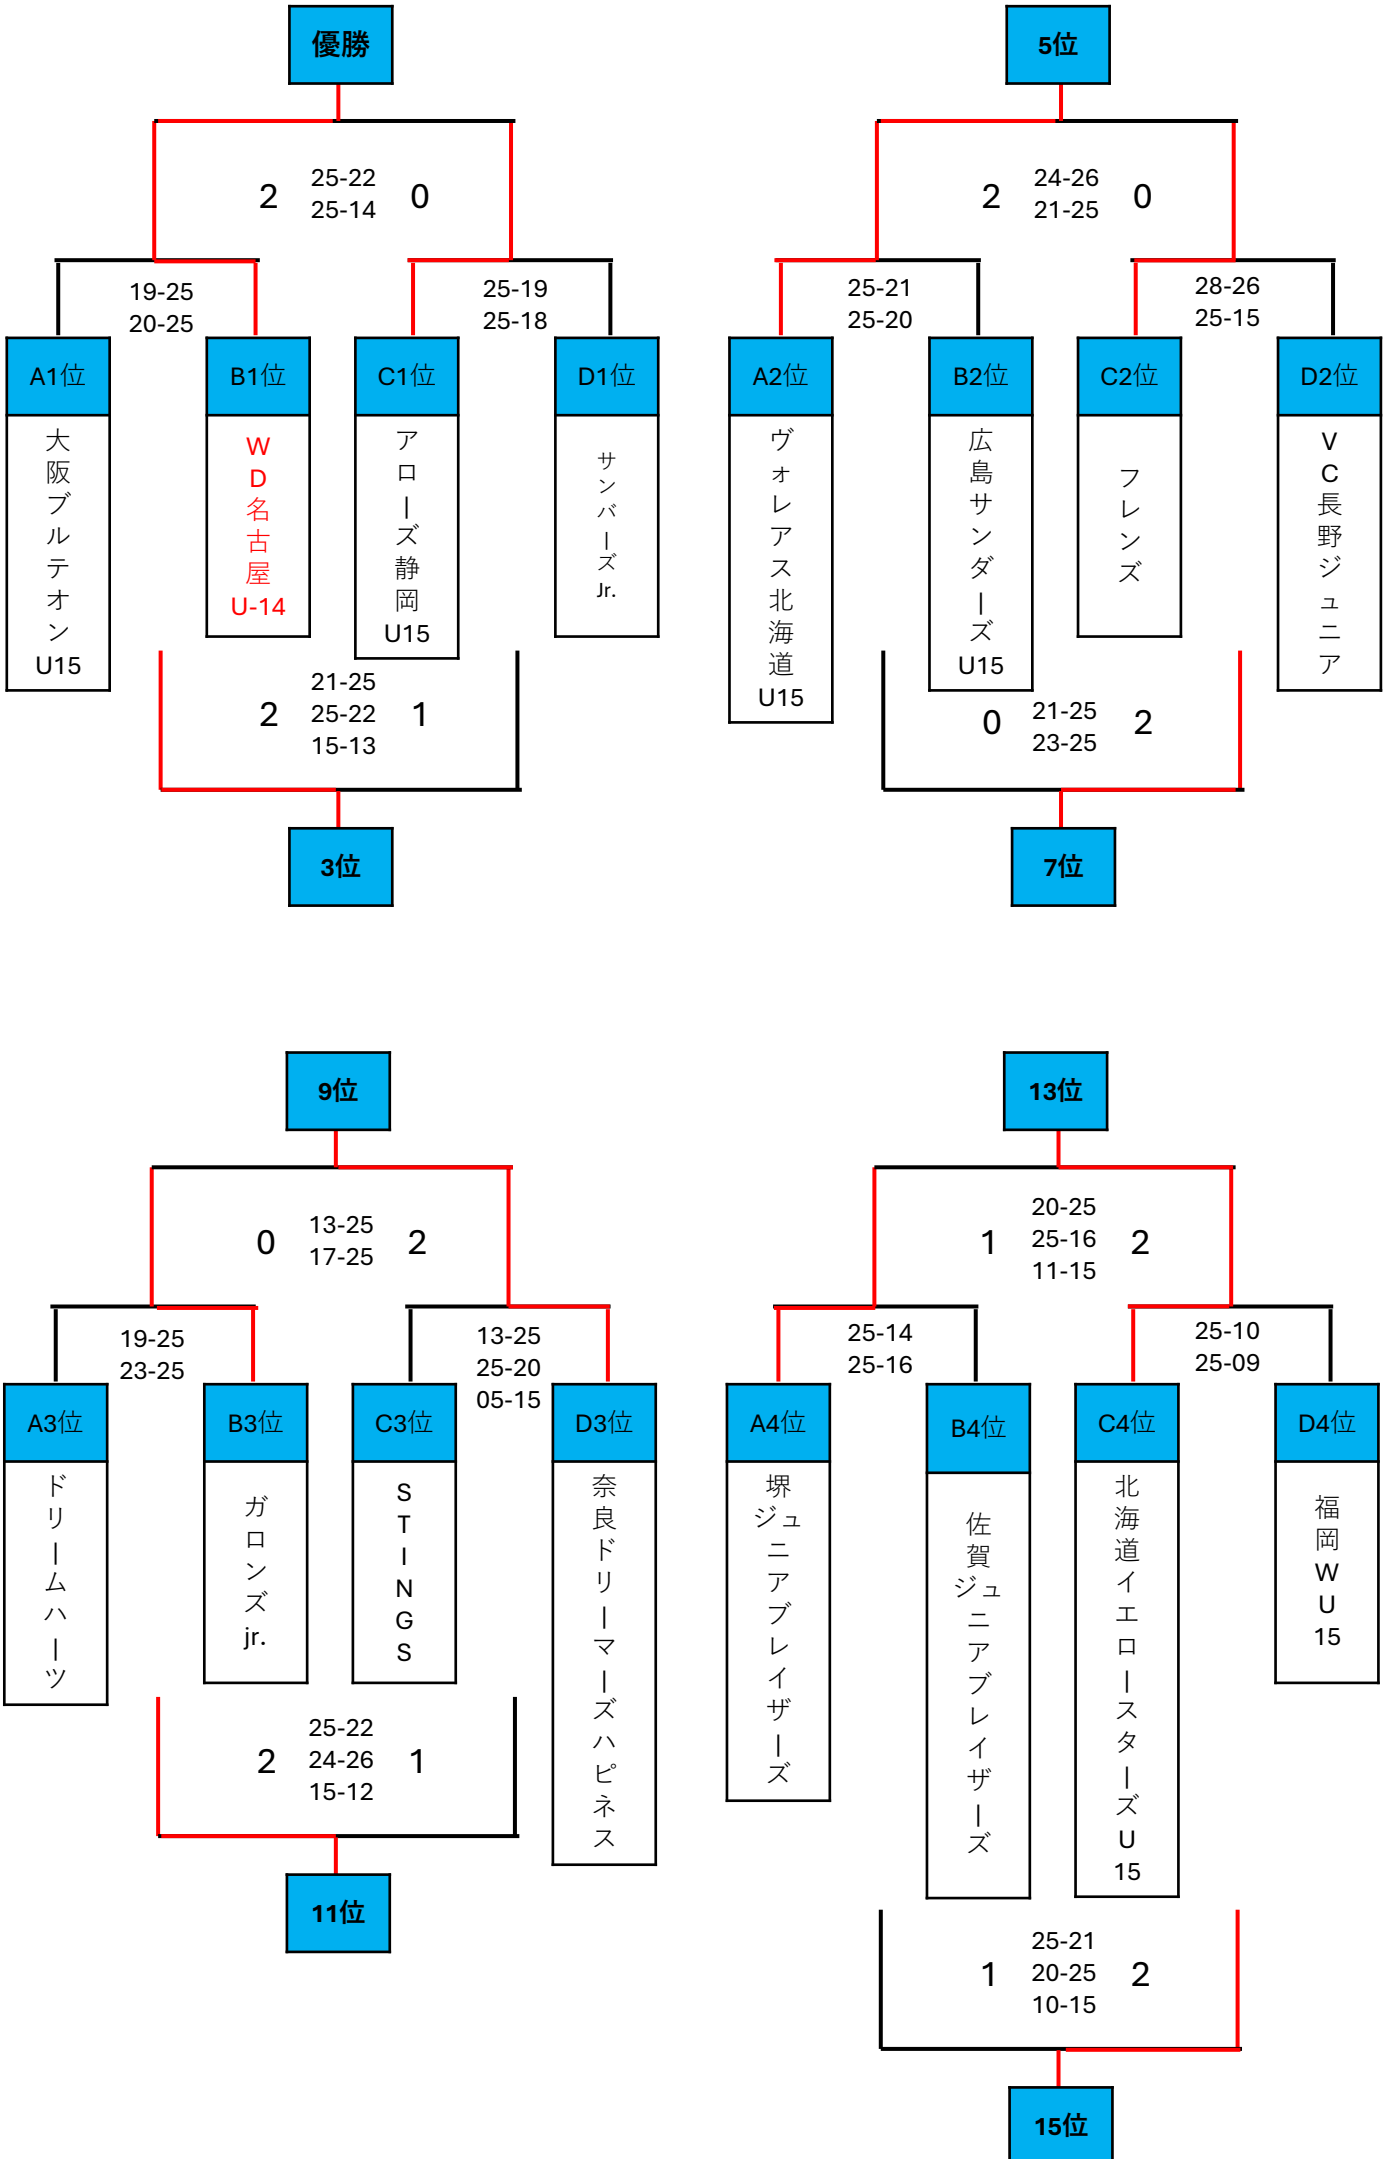 優勝
2
25-22
25-14
0
19-25
20-25
25-19
25-18
A1位
B1位
C1位
D1位
大阪ブルテオンU15
WD名古屋U-14
アローズ静岡U15
サンバーズJr.
2
21-25
25-22
15-13
1
3位
5位
2
24-26
21-25
0
25-21
25-20
28-26
25-15
A2位
B2位
C2位
D2位
ヴォレアス北海道U15
広島サンダーズU15
フレンズ
VC長野ジュニア
0
21-25
23-25
2
7位
9位
0
13-25
17-25
2
19-25
23-25
13-25
25-20
05-15
A3位
B3位
C3位
D3位
ドリームハーツ
ガロンズjr.
STINGS
奈良ドリーマーズハピネス
2
25-22
24-26
15-12
1
11位
13位
1
20-25
25-16
11-15
2
25-14
25-16
25-10
25-09
A4位
B4位
C4位
D4位
堺ジュニアブレイザーズ
佐賀ジュニアブレイザーズ
北海道イエロースターズU15
福岡WU15
1
25-21
20-25
10-15
2
15位